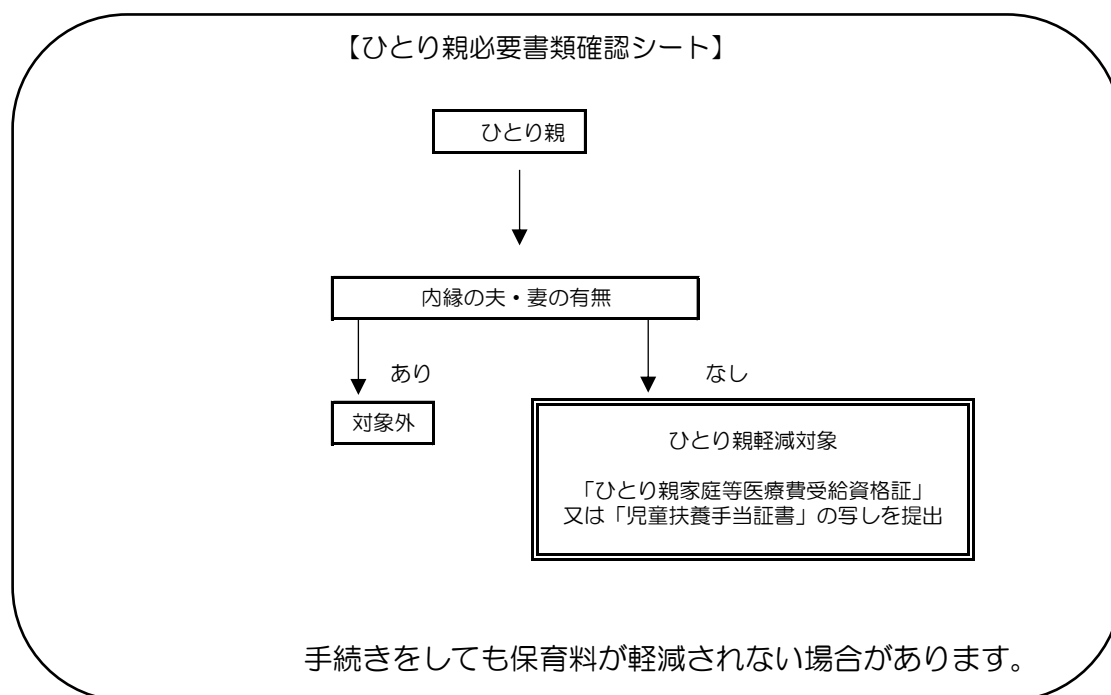 【ひとり親必要書類確認シート】
ひとり親
内縁の夫・妻の有無
あり
なし
対象外
ひとり親軽減対象
「ひとり親家庭等医療費受給資格証」
又は「児童扶養手当証書」の写しを提出
手続きをしても保育料が軽減されない場合があります。